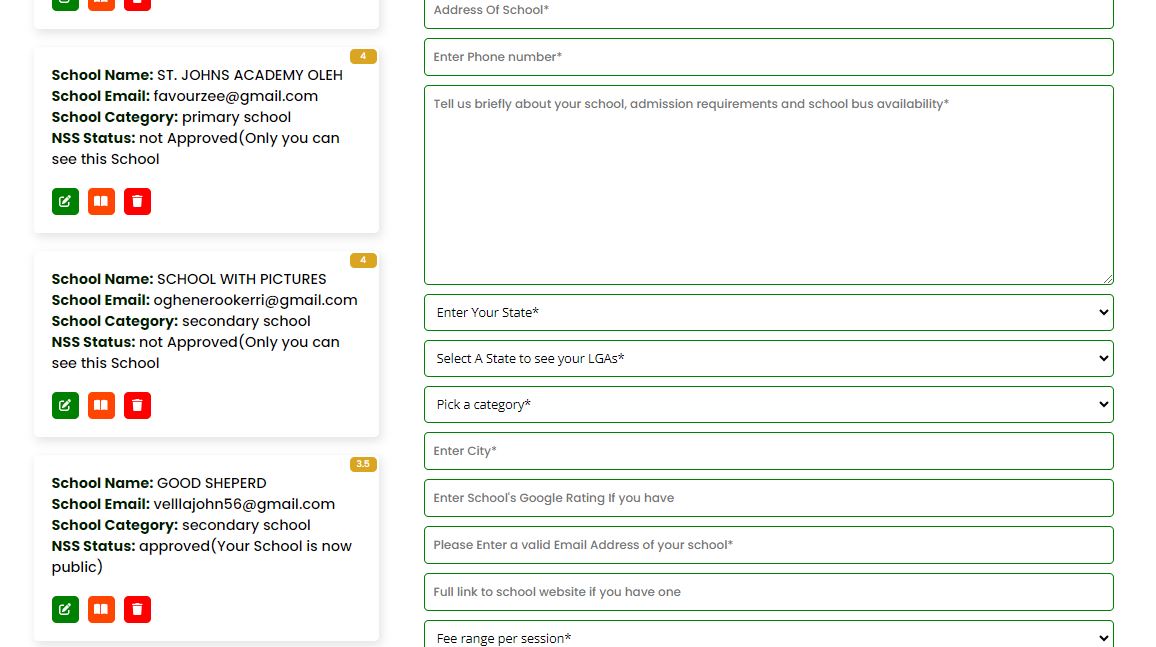 4
School Name: ST. JOHNS ACADEMY OLEH
School Email: favourzee@gmail.com
School Category: primary school
NSS Status: not Approved(Only you can
see this School
4
School Name: SCHOOL WITH PICTURES
School Email: oghenerookerri@gmail.com
School Category: secondary school
NSS Status: not Approved(Only you can
see this School
3.5
School Name: GOOD SHEPERD
School Email: velllajohn56@gmail.com
School Category: secondary school
NSS Status: approved(Your School is now
public)
Address Of School*
Enter Phone number*
Tell us briefly about your school, admission requirements and school bus availability*
Enter Your State*
Select A State to see your LGAs*
Pick a category*
Enter City*
Enter School's Google Rating If you have
Please Enter a valid Email Address of your school*
Full link to school website if you have one
Fee range per session*